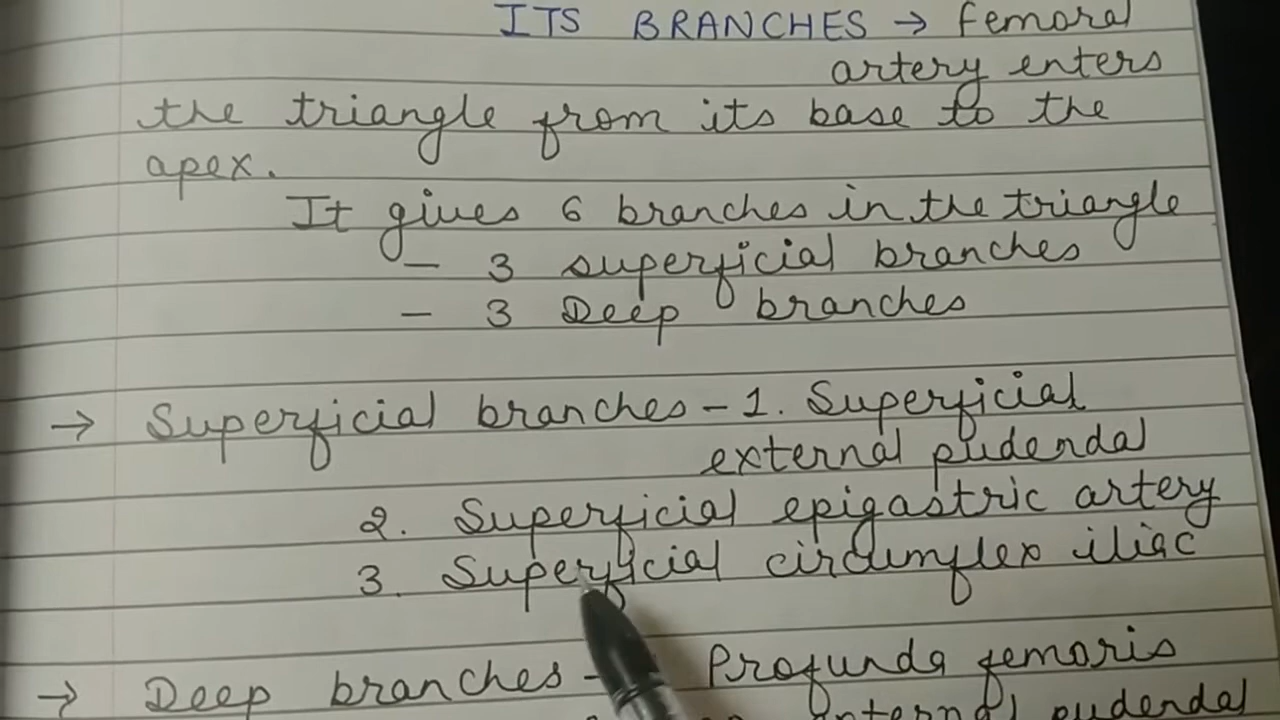 ITS BRANCHES → Femoral
artery enters
the triangle from its base to the
apex.
It gives 6 branches in the triangle
- 3 superficial branches
- 3 Deep branches
→ Superficial branches - 1. Superficial
external pudendal
2. Superficial epigastric artery
3. Superficial circumflex iliac
→ Deep branches - Profunda femoris
external pudendal